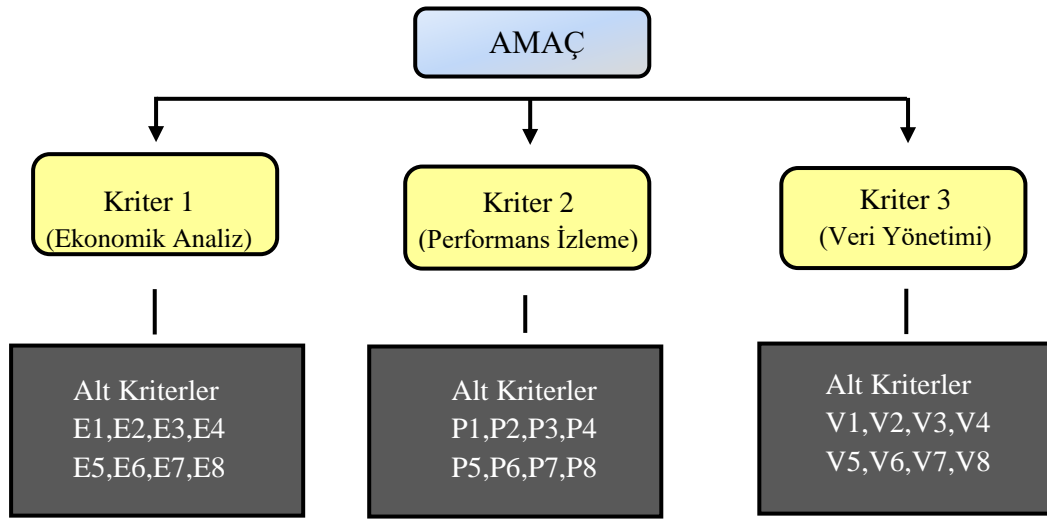 AMAÇ
Kriter 1
(Ekonomik Analiz)
Kriter 2
(Performans İzleme)
Kriter 3
(Veri Yönetimi)
Alt Kriterler
E1,E2,E3,E4
E5,E6,E7,E8
Alt Kriterler
P1,P2,P3,P4
P5,P6,P7,P8
Alt Kriterler
V1,V2,V3,V4
V5,V6,V7,V8